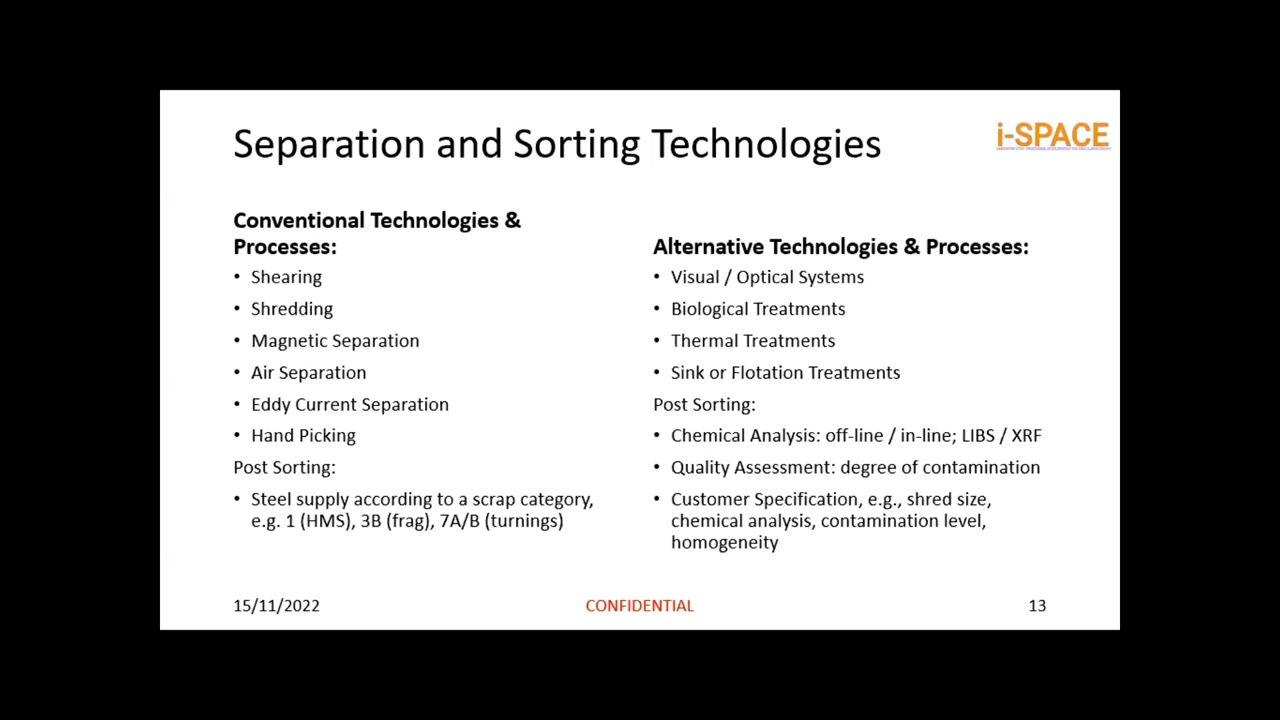 Separation and Sorting Technologies
i-SPACE
Conventional Technologies &
Processes:
• Shearing
• Shredding
• Magnetic Separation
• Air Separation
• Eddy Current Separation
• Hand Picking
Post Sorting:
• Steel supply according to a scrap category,
e.g. 1 (HMS), 3B (frag), 7A/B (turnings)
Alternative Technologies & Processes:
• Visual / Optical Systems
• Biological Treatments
• Thermal Treatments
• Sink or Flotation Treatments
Post Sorting:
• Chemical Analysis: off-line / in-line; LIBS / XRF
• Quality Assessment: degree of contamination
• Customer Specification, e.g., shred size,
chemical analysis, contamination level,
homogeneity
15/11/2022
CONFIDENTIAL
13